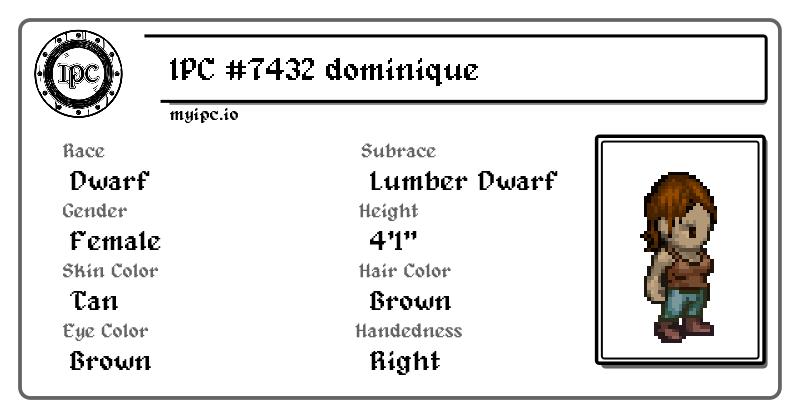 IPC
IPC #7432 dominique
myipc.io
Race
Dwarf
Subrace
Lumber Dwarf
Gender
Female
Height
4'1"
Skin Color
Tan
Hair Color
Brown
Eye Color
Brown
Handedness
Right